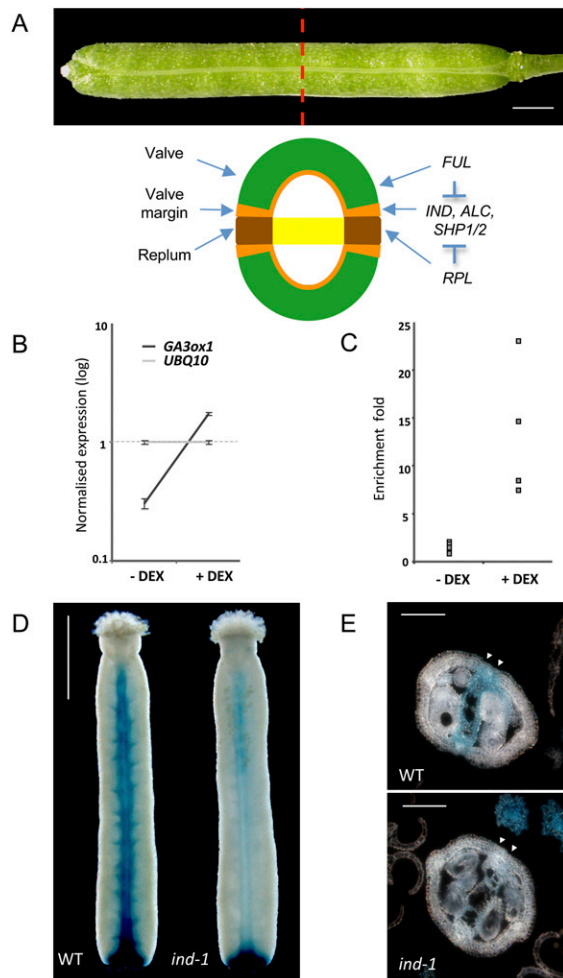 A
Valve
Valve
margin
Replum
FUL
IND, ALC,
SHP1/2
RPL
B
Normalised expression (log)
10
1
0.1
GA3ox1
UBQ10
- DEX
+ DEX
C
Enrichment fold
25
20
15
10
5
0
- DEX
+ DEX
D
WT
ind-1
E
WT
ind-1